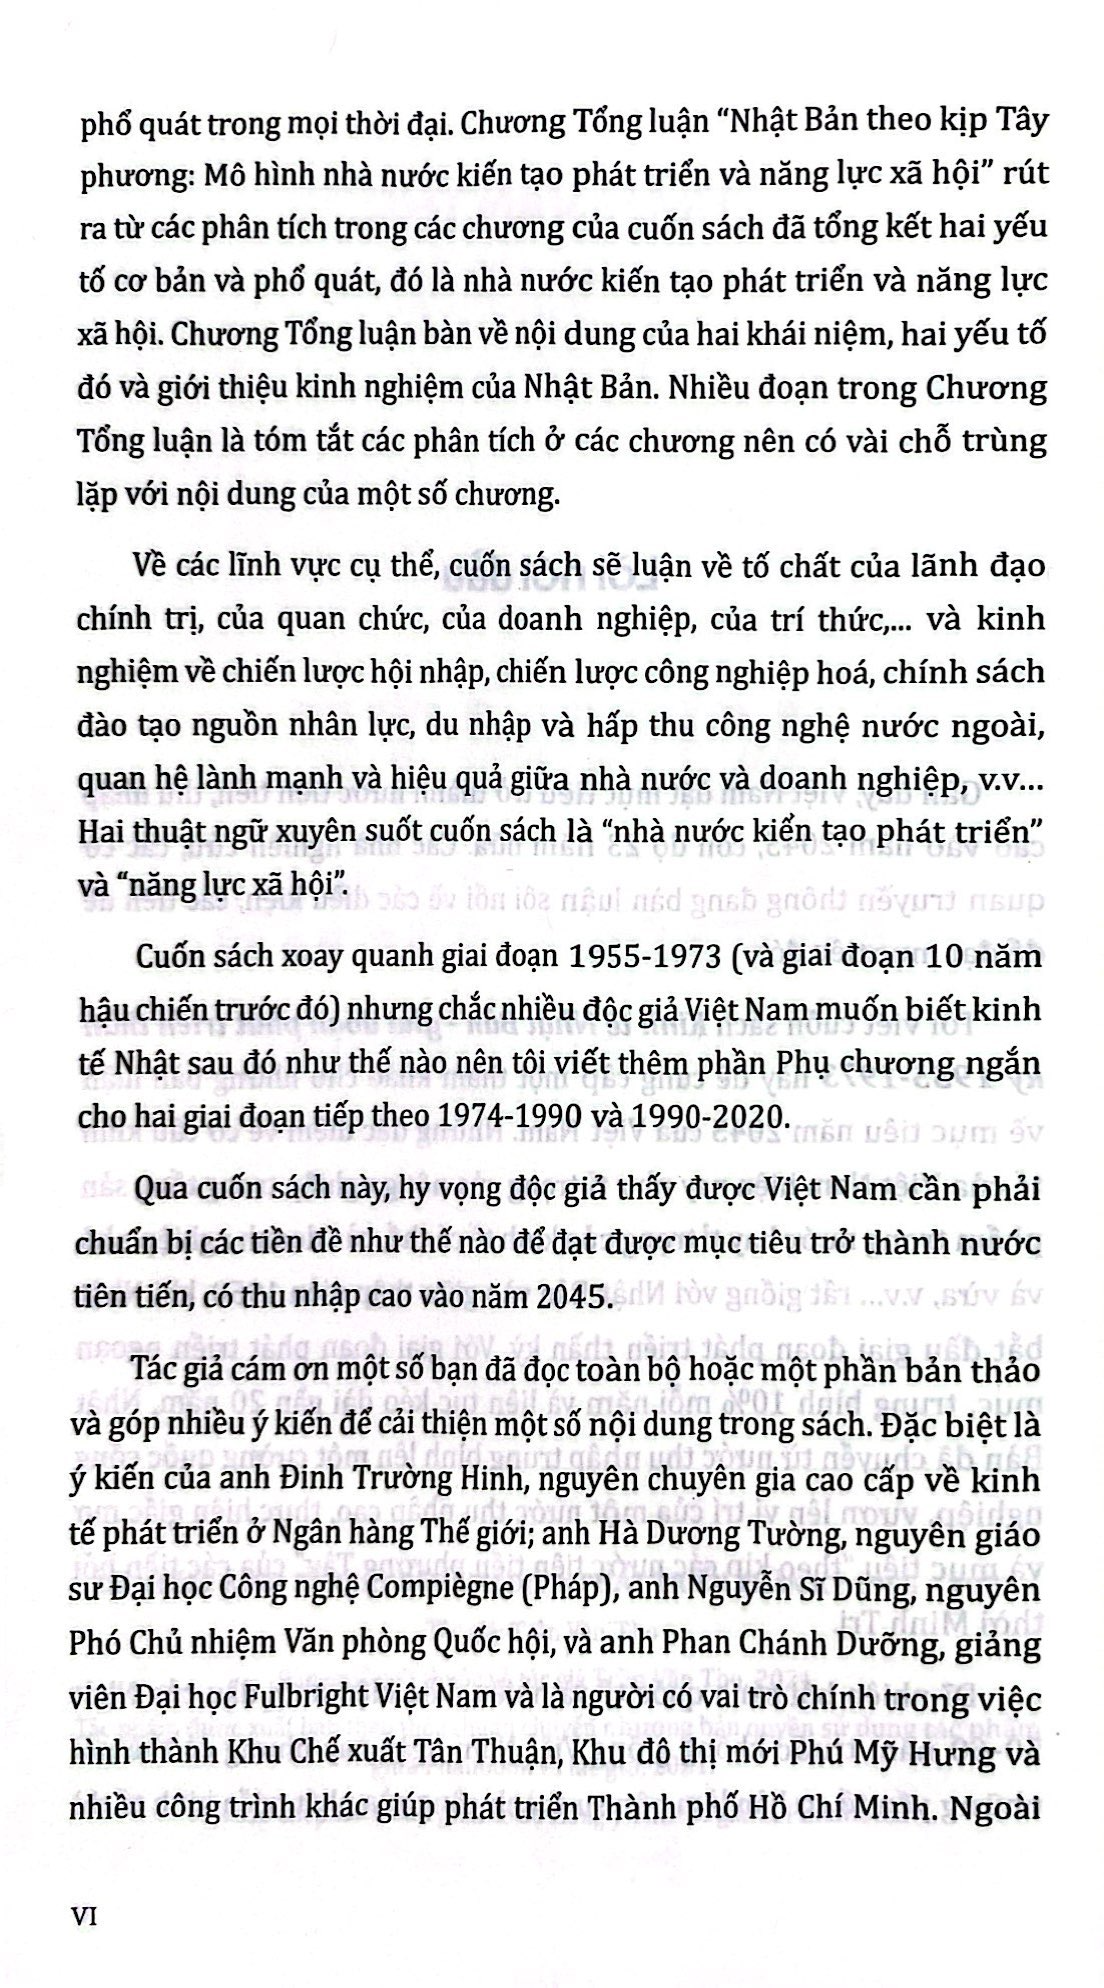 phổ quát trong mọi thời đại. Chương Tổng luận “Nhật Bản theo kịp Tây
phương: Mô hình nhà nước kiến tạo phát triển và năng lực xã hội” rút
ra từ các phân tích trong các chương của cuốn sách đã tổng kết hai yếu
tố cơ bản và phổ quát, đó là nhà nước kiến tạo phát triển và năng lực
xã hội. Chương Tổng luận bàn về nội dung của hai khái niệm, hai yếu tố
đó và giới thiệu kinh nghiệm của Nhật Bản. Nhiều đoạn trong Chương
Tổng luận là tóm tắt các phân tích ở các chương nên có vài chỗ trùng
lặp với nội dung của một số chương.
Về các lĩnh vực cụ thể, cuốn sách sẽ luận về tố chất của lãnh đạo
chính trị, của quan chức, của doanh nghiệp, của trí thức,... và kinh
nghiệm về chiến lược hội nhập, chiến lược công nghiệp hoá, chính sách
đào tạo nguồn nhân lực, du nhập và hấp thu công nghệ nước ngoài,
quan hệ lành mạnh và hiệu quả giữa nhà nước và doanh nghiệp, v.v...
Hai thuật ngữ xuyên suốt cuốn sách là “nhà nước kiến tạo phát triển”
và “năng lực xã hội”.
Cuốn sách xoay quanh giai đoạn 1955-1973 (và giai đoạn 10 năm
hậu chiến trước đó) nhưng chắc nhiều độc giả Việt Nam muốn biết kinh
tế Nhật sau đó như thế nào nên tôi viết thêm phần Phụ chương ngắn
cho hai giai đoạn tiếp theo 1974-1990 và 1990-2020.
Qua cuốn sách này, hy vọng độc giả thấy được Việt Nam cần phải
chuẩn bị các tiền đề như thế nào để đạt được mục tiêu trở thành nước
tiên tiến, có thu nhập cao vào năm 2045.
Tác giả cám ơn một số bạn đã đọc toàn bộ hoặc một phần bản thảo
và góp nhiều ý kiến để cải thiện một số nội dung trong sách. Đặc biệt là
ý kiến của anh Đinh Trường Hinh, nguyên chuyên gia cao cấp về kinh
tế phát triển ở Ngân hàng Thế giới; anh Hà Dương Tường, nguyên giáo
sư Đại học Công nghệ Compiègne (Pháp), anh Nguyễn Sĩ Dũng, nguyên
Phó Chủ nhiệm Văn phòng Quốc hội, và anh Phan Chánh Dưỡng, giảng
viên Đại học Fulbright Việt Nam và là người có vai trò chính trong việc
hình thành Khu Chế xuất Tân Thuận, Khu đô thị mới Phú Mỹ Hưng và
nhiều công trình khác giúp phát triển Thành phố Hồ Chí Minh. Ngoài
VI